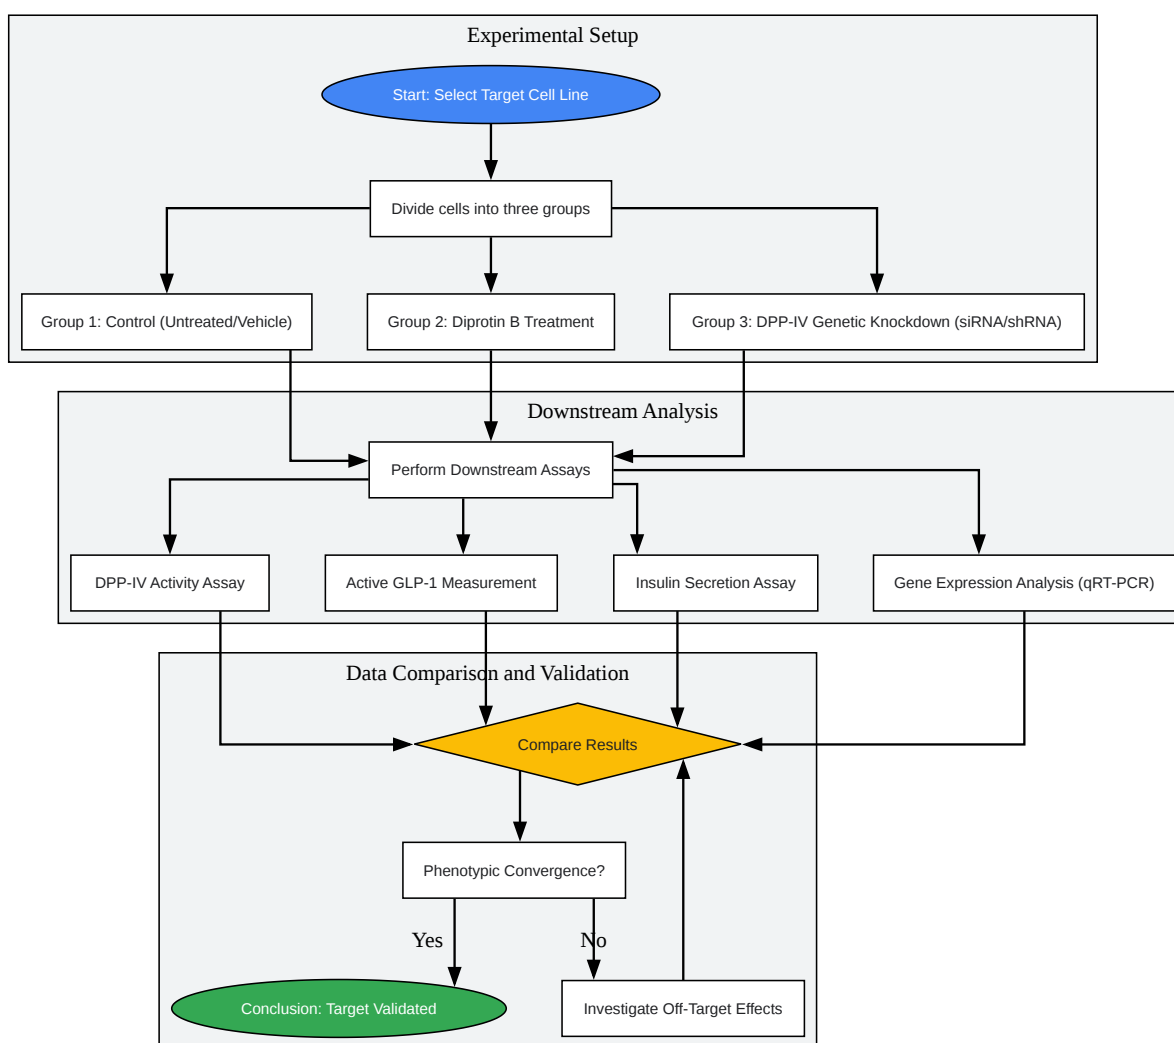 Experimental Setup
Start: Select Target Cell Line
Divide cells into three groups
Group 1: Control (Untreated/Vehicle)
Group 2: Diprotin B Treatment
Group 3: DPP-IV Genetic Knockdown (siRNA/shRNA)
Downstream Analysis
Perform Downstream Assays
DPP-IV Activity Assay
Active GLP-1 Measurement
Insulin Secretion Assay
Gene Expression Analysis (qRT-PCR)
Data Comparison and Validation
Compare Results
Phenotypic Convergence?
Yes
No
Conclusion: Target Validated
Investigate Off-Target Effects